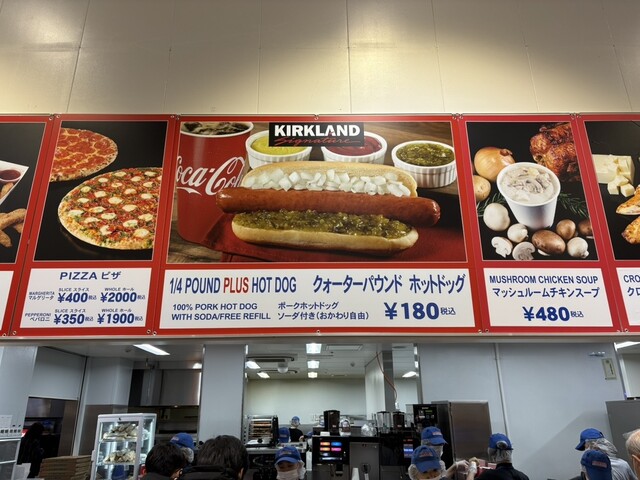 KIRKLAND
Signature
Coca-Cola
PIZZA ピザ
SLICE スライス
WHOLE ホール
MARGHERITA
マルゲリータ
¥400税込
¥2000税込
SLICE スライス
WHOLE ホール
PEPPERONI
ペパロニ
¥350税込
¥1900税込
1/4 POUND PLUS HOT DOG クォーターパウンド ホットドッグ
100% PORK HOT DOG
WITH SODA/FREE REFILL
ポークホットドッグ
ソーダ付き(おかわり自由)
¥180税込
MUSHROOM CHICKEN SOUP
マッシュルームチキンスープ
¥480税込
CRO
クロ